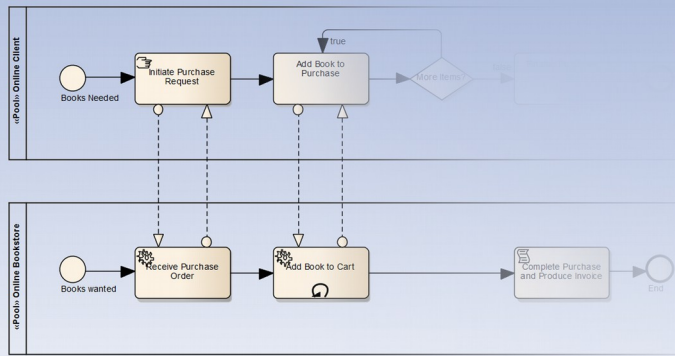 «Pool» Online Client
true
Initiate Purchase
Request
Add Book to
Purchase
More Items?
Books Needed
«Pool» Online Bookstore
Receive Purchase
Order
Add Book to Cart
Complete Purchase
and Produce Invoice
Books wanted
End